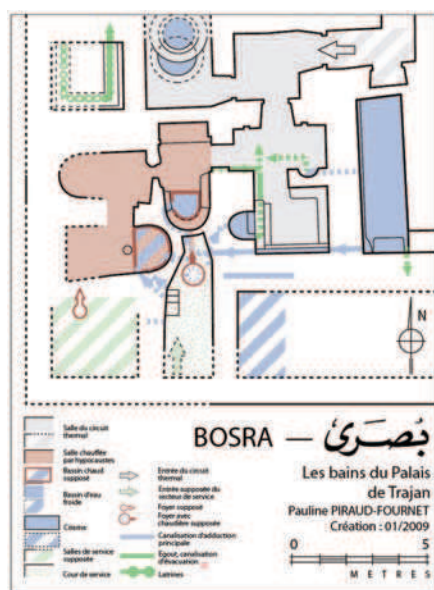 N
BOSRA — بُصرى
Les bains du Palais
de Trajan
Pauline PIRAUD-FOURNET
Création : 01/2009
0 5
M E T R E S
Salle du circuit
thermal
Salle chauffée
par hypocaustes
Bassin chaud
supposé
Bassin d'eau
froide
Citerne
Salles de service
supposée
Cour de service
Entrée du circuit
thermal
Entrée supposée du
secteur de service
Foyer supposé
Foyer avec
chaudière supposée
Canalisation d'adduction
principale
Egout, canalisation
d'évacuation
Latrines